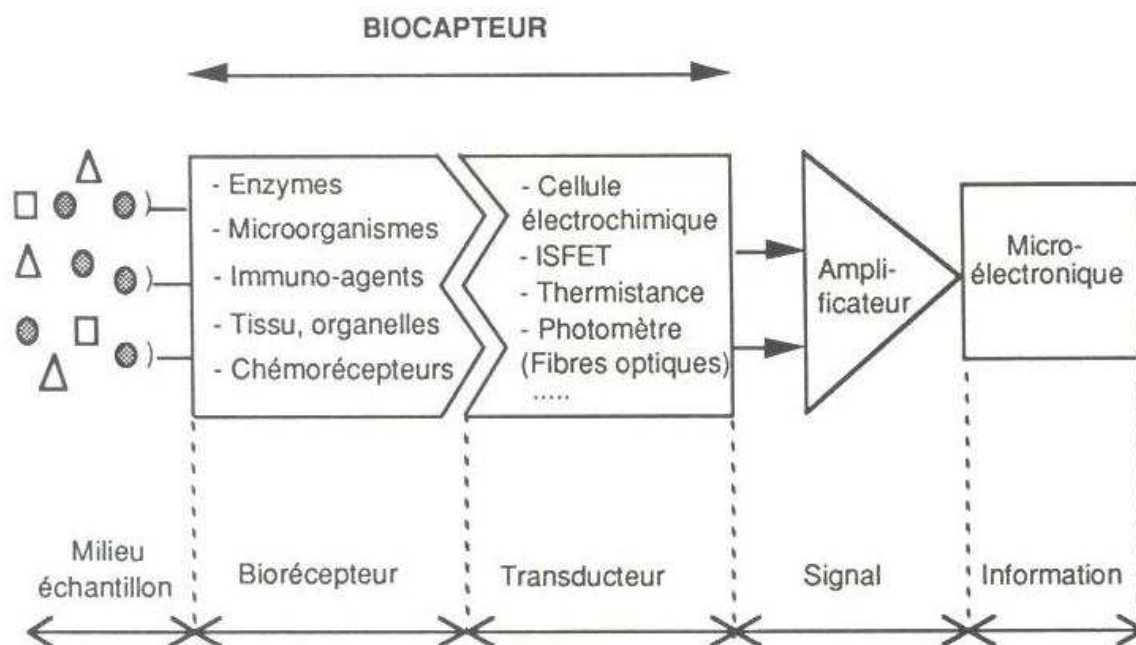 BIOCAPTEUR
- Enzymes
- Microorganismes
- Immuno-agents
- Tissu, organelles
- Chémorécepteurs
- Cellule
électrochimique
- ISFET
- Thermistance
- Photomètre
(Fibres optiques)
.....
Ampli-
ificateur
Micro-
électronique
Milieu
échantillon
Biorécepteur
Transducteur
Signal
Information